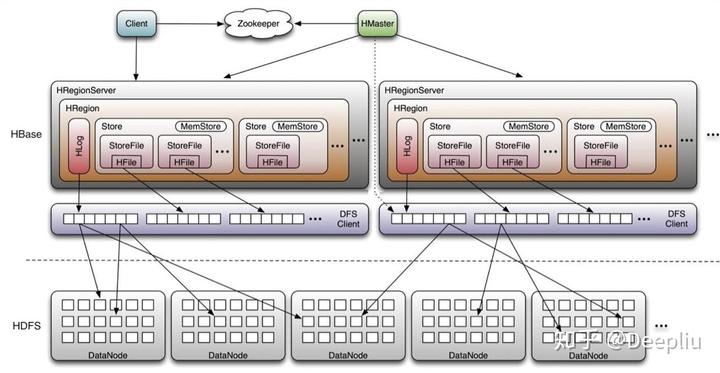 Client
Zookeeper
HMaster
HBase
HRegionServer
HRegion
HLog
Store
MemStore
StoreFile
HFile
StoreFile
HFile
...
Store
MemStore
StoreFile
HFile
...
...
HRegionServer
HRegion
HLog
Store
MemStore
StoreFile
HFile
StoreFile
HFile
...
Store
MemStore
StoreFile
HFile
...
...
...
... DFS
Client
... DFS
Client
HDFS
DataNode
DataNode
DataNode
DataNode
DataNode
...
知乎 @Deepliu